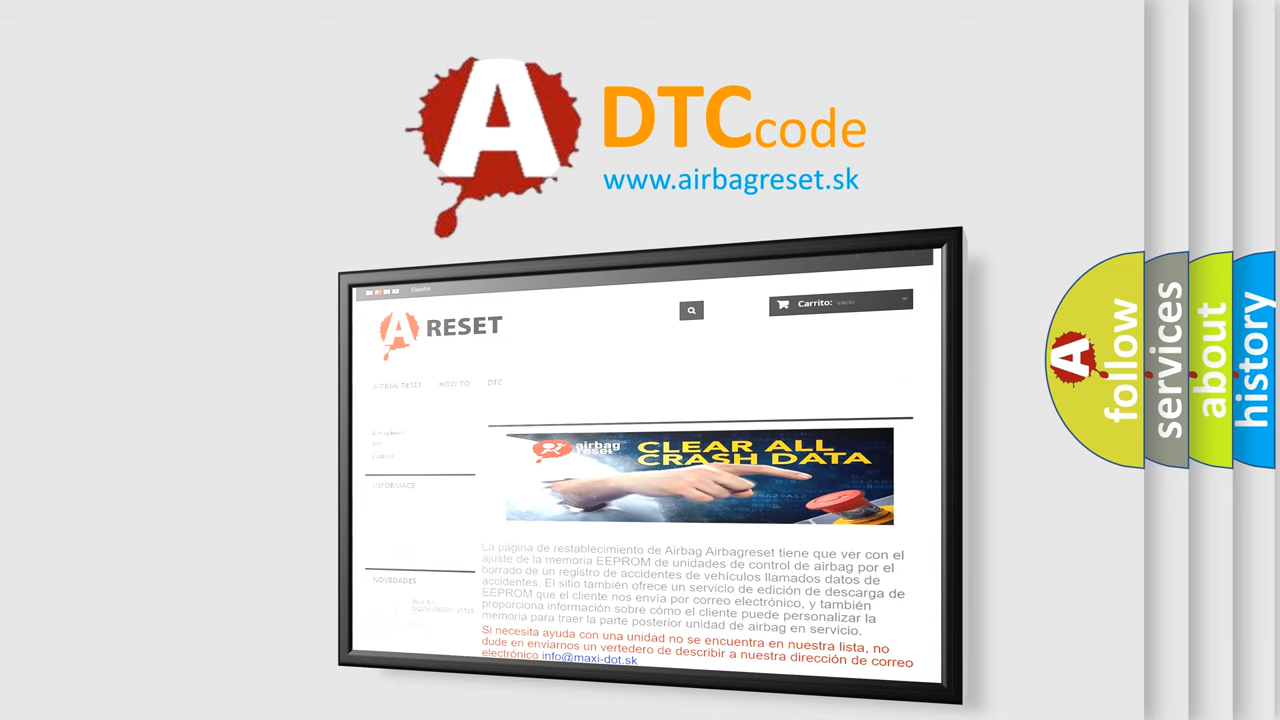 A
DTCcode
www.airbagreset.sk
Español
A RESET
Carrito: vacío
AIRBAG RESET HOW TO DTC
INFORMACE
airbag
reset
CLEAR ALL
CRASH DATA
La página de restablecimiento de Airbag Airbagreset tiene que ver con el
ajuste de la memoria EEPROM de unidades de control de airbag por el
borrado de un registro de accidentes de vehículos llamados datos de
accidentes. El sitio también ofrece un servicio de edición de descarga de
EEPROM que el cliente nos envía por correo electrónico, y también
proporciona información sobre cómo el cliente puede personalizar la
memoria para traer la parte posterior unidad de airbag en servicio.
Si necesita ayuda con una unidad no se encuentra en nuestra lista, no
dude en enviarnos un vertedero de describir a nuestra dirección de correo
electrónico info@maxi-dot.sk
NOVEDADES
A
follow
services
about
history